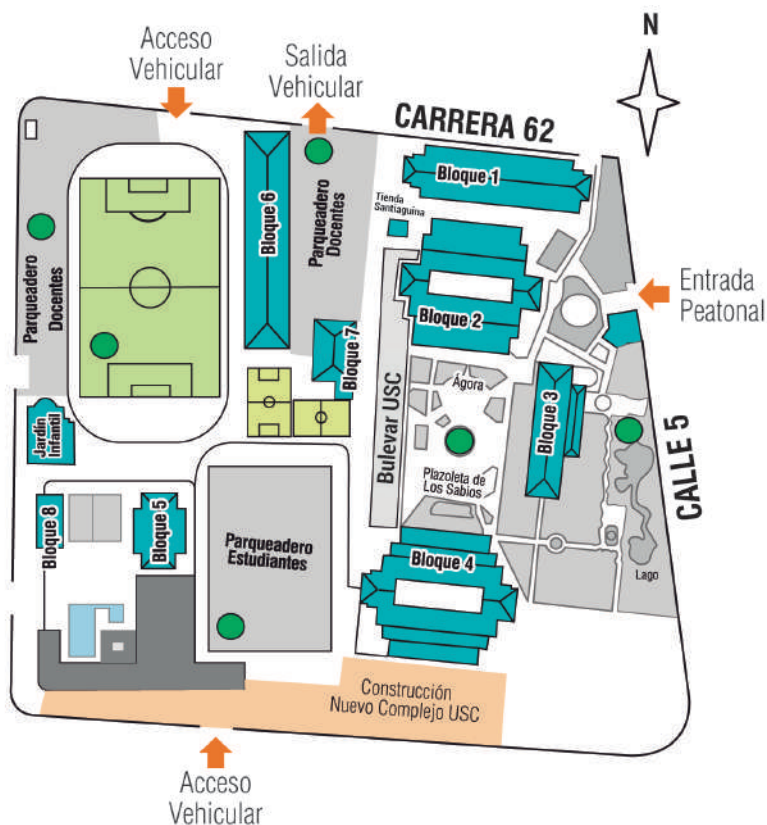 Acceso
Vehicular
Salida
Vehicular
N
CARRERA 62
Bloque 1
Tienda
Santiaguina
Bloque 6
Parqueadero
Docentes
Parqueadero
Docentes
Bloque 2
Entrada
Peatonal
Bloque 7
Ágora
Bulevar USC
Bloque 3
Jardín
Infantil
Plazoleta de
Los Sabios
CALLE 5
Bloque 8
Bloque 5
Parqueadero
Estudiantes
Bloque 4
Lago
Construcción
Nuevo Complejo USC
Acceso
Vehicular